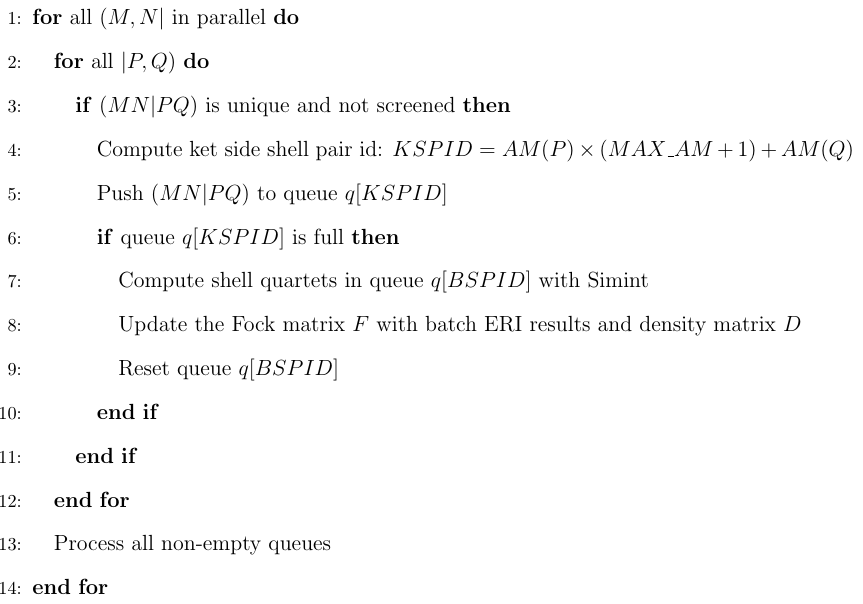 1: for all (M, N| in parallel do
2: for all |P, Q) do
3: if (MN|PQ) is unique and not screened then
4: Compute ket side shell pair id: KSPID = AM(P) × (MAX_AM + 1) + AM(Q)
5: Push (MN|PQ) to queue q[KSPID]
6: if queue q[KSPID] is full then
7: Compute shell quartets in queue q[BSPID] with Simint
8: Update the Fock matrix F with batch ERI results and density matrix D
9: Reset queue q[BSPID]
10: end if
11: end if
12: end for
13: Process all non-empty queues
14: end for